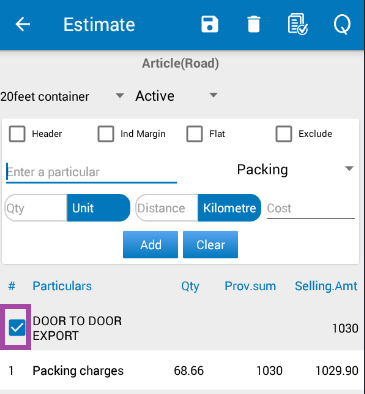 Estimate
Q
Article(Road)
20feet container Active
Header Ind Margin Flat Exclude
Enter a particular Packing
Qty Unit Distance Kilometre Cost
Add Clear
# Particulars Qty Prov.sum Selling.Amt
DOOR TO DOOR
EXPORT 1030
1 Packing charges 68.66 1030 1029.90